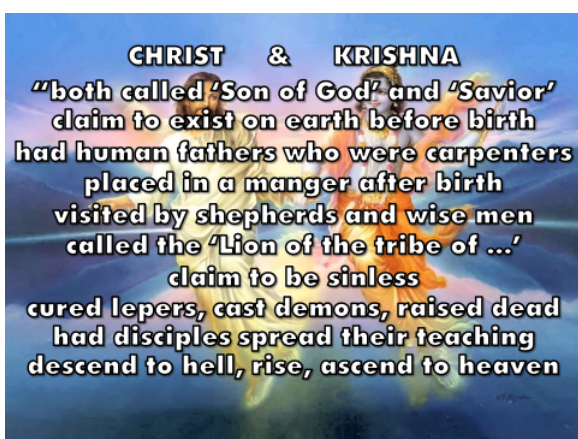 CHRIST & KRISHNA
“both called ‘Son of God’ and ‘Savior’
claim to exist on earth before birth
had human fathers who were carpenters
placed in a manger after birth
visited by shepherds and wise men
called the ‘Lion of the tribe of ...’
claim to be sinless
cured lepers, cast demons, raised dead
had disciples spread their teaching
descend to hell, rise, ascend to heaven